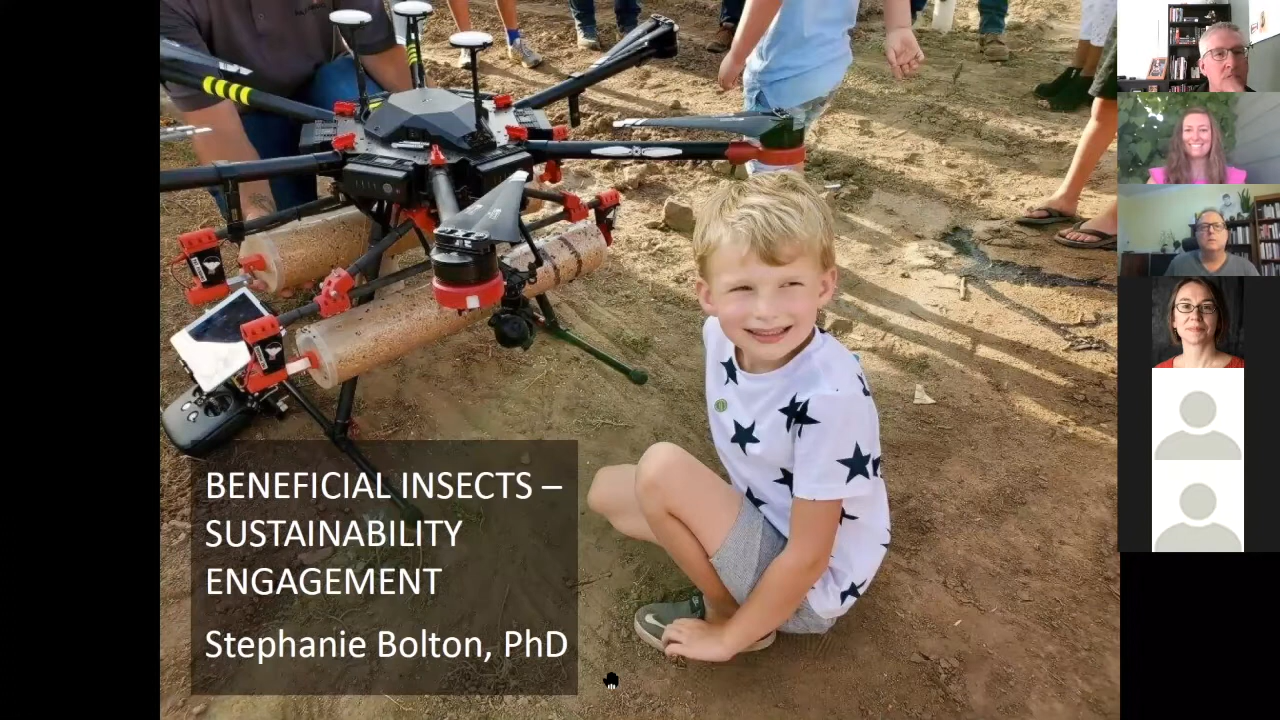 BENEFICIAL INSECTS –
SUSTAINABILITY
ENGAGEMENT
Stephanie Bolton, PhD